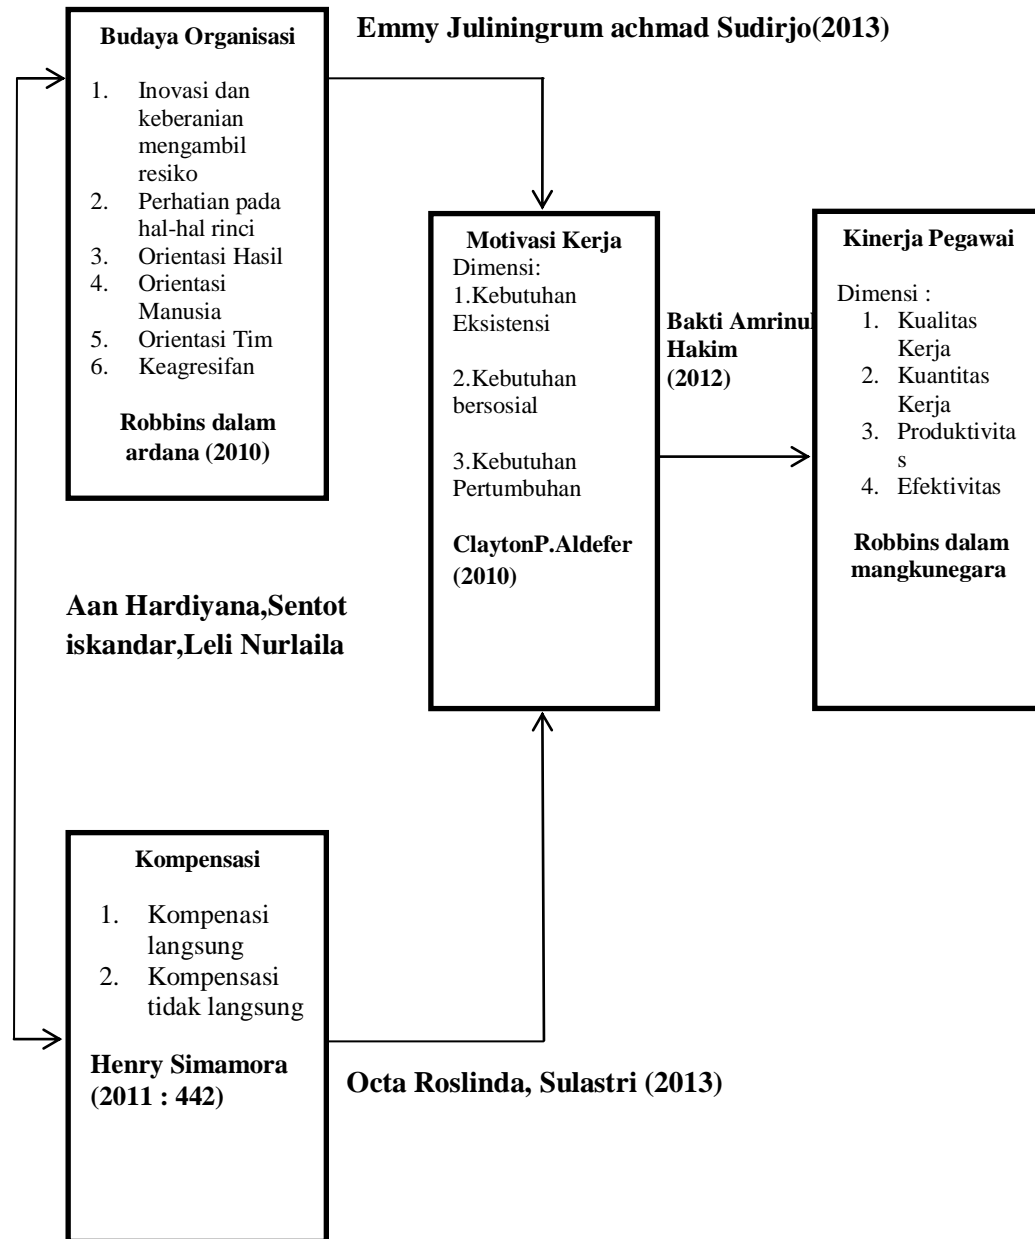 Budaya Organisasi
1. Inovasi dan
keberanian
mengambil
resiko
2. Perhatian pada
hal-hal rinci
3. Orientasi Hasil
4. Orientasi
Manusia
5. Orientasi Tim
6. Keagresifan
Robbins dalam
ardana (2010)
Emmy Juliningrum achmad Sudirjo(2013)
Motivasi Kerja
Dimensi:
1.Kebutuhan
Eksistensi
2.Kebutuhan
bersosial
3.Kebutuhan
Pertumbuhan
ClaytonP.Aldefer
(2010)
Bakti Amrinul
Hakim
(2012)
Kinerja Pegawai
Dimensi :
1. Kualitas
Kerja
2. Kuantitas
Kerja
3. Produktivita
s
4. Efektivitas
Robbins dalam
mangkunegara
Aan Hardiyana,Sentot
iskandar,Leli Nurlaila
Kompensasi
1. Kompenasi
langsung
2. Kompensasi
tidak langsung
Henry Simamora
(2011 : 442)
Octa Roslinda, Sulastri (2013)